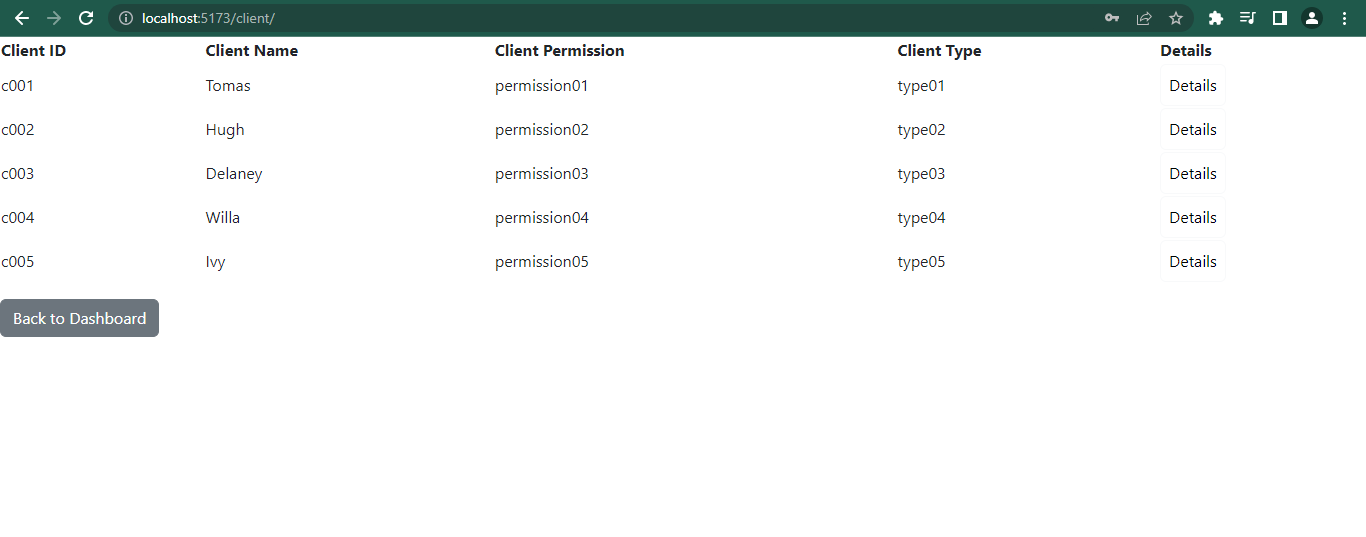 localhost:5173/client/
Client ID Client Name Client Permission Client Type Details
c001 Tomas permission01 type01 Details
c002 Hugh permission02 type02 Details
c003 Delaney permission03 type03 Details
c004 Willa permission04 type04 Details
c005 Ivy permission05 type05 Details
Back to Dashboard